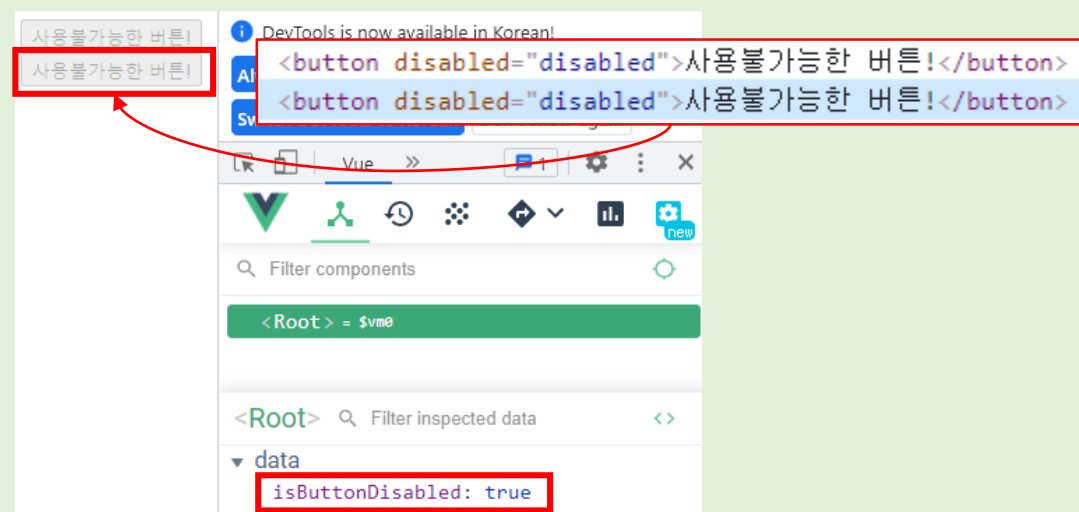 사용불가능한 버튼!
사용불가능한 버튼!
DevTools is now available in Korean!
<button disabled="disabled">사용불가능한 버튼!</button>
<button disabled="disabled">사용불가능한 버튼!</button>
Vue » 1
new
Filter components
<Root> = $vm0
<Root> Filter inspected data <>
data
isButtonDisabled: true